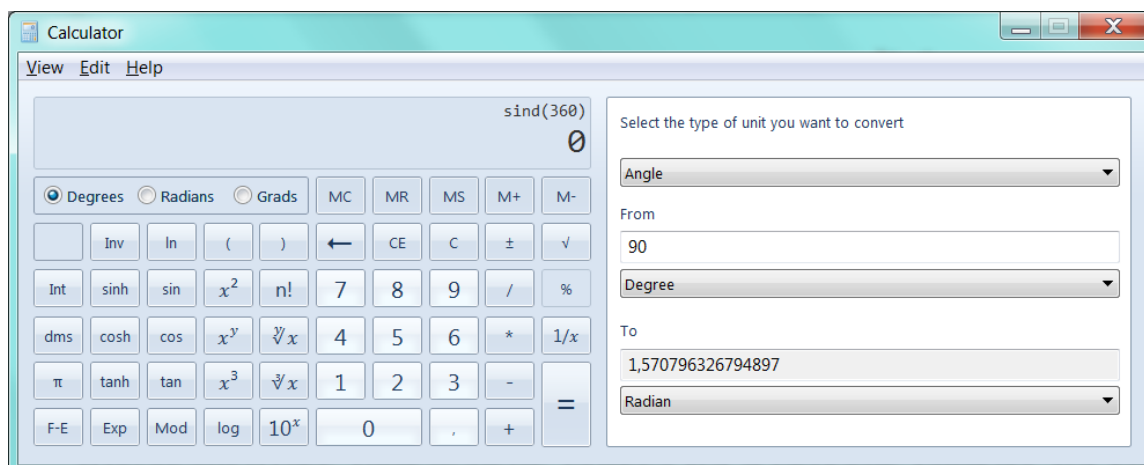 Calculator
View Edit Help
sind(360)
0
Degrees Radians Grads MC MR MS M+ M-
Inv ln ( ) ← CE C ± √
Int sinh sin x² n! 7 8 9 / %
dms cosh cos xʸ ʸ√x 4 5 6 * 1/x
π tanh tan x³ ³√x 1 2 3 - =
F-E Exp Mod log 10ˣ 0 , +
Select the type of unit you want to convert
Angle
From
90
Degree
To
1,570796326794897
Radian